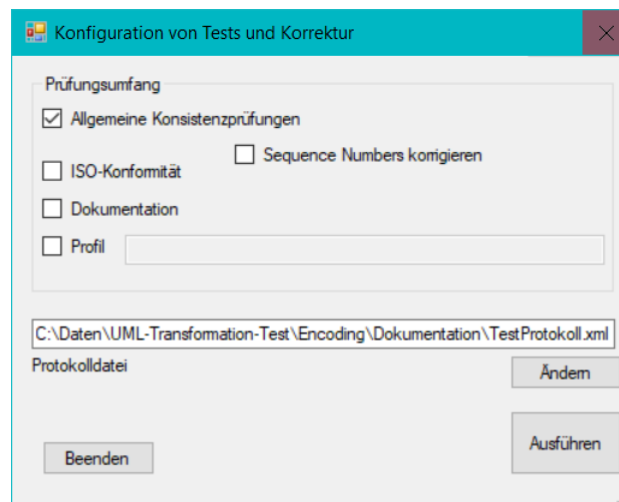 Konfiguration von Tests und Korrektur
Prüfungsumfang
Allgemeine Konsistenzprüfungen
Sequence Numbers korrigieren
ISO-Konformität
Dokumentation
Profil
C:\Daten\UML-Transformation-Test\Encoding\Dokumentation\TestProtokoll.xml
Protokolldatei
Ändern
Ausführen
Beenden